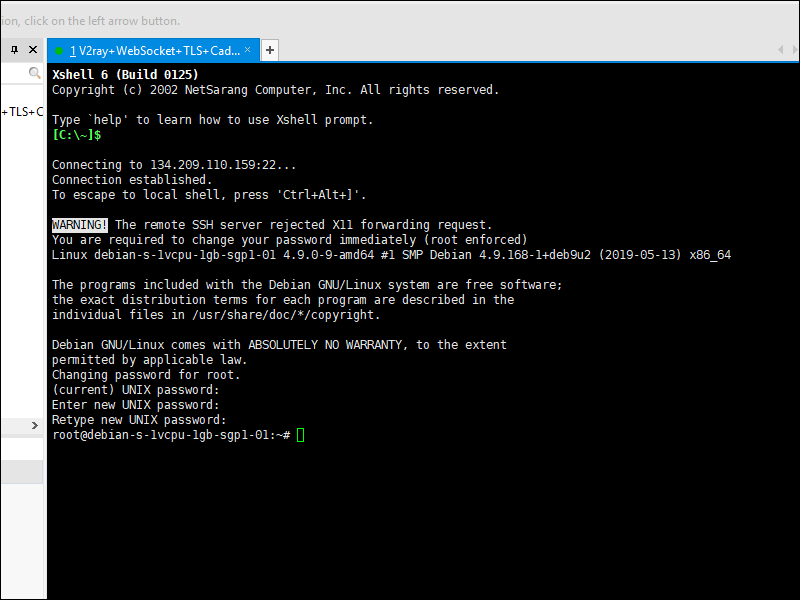 ion, click on the left arrow button.
1 V2ray+WebSocket+TLS+Cad...
+TLS+C
Xshell 6 (Build 0125)
Copyright (c) 2002 NetSarang Computer, Inc. All rights reserved.
Type `help' to learn how to use Xshell prompt.
[C:\~]$
Connecting to 134.209.110.159:22...
Connection established.
To escape to local shell, press 'Ctrl+Alt+]'.
WARNING! The remote SSH server rejected X11 forwarding request.
You are required to change your password immediately (root enforced)
Linux debian-s-1vcpu-1gb-sgp1-01 4.9.0-9-amd64 #1 SMP Debian 4.9.168-1+deb9u2 (2019-05-13) x86_64
The programs included with the Debian GNU/Linux system are free software;
the exact distribution terms for each program are described in the
individual files in /usr/share/doc/*/copyright.
Debian GNU/Linux comes with ABSOLUTELY NO WARRANTY, to the extent
permitted by applicable law.
Changing password for root.
(current) UNIX password:
Enter new UNIX password:
Retype new UNIX password:
root@debian-s-1vcpu-1gb-sgp1-01:~#